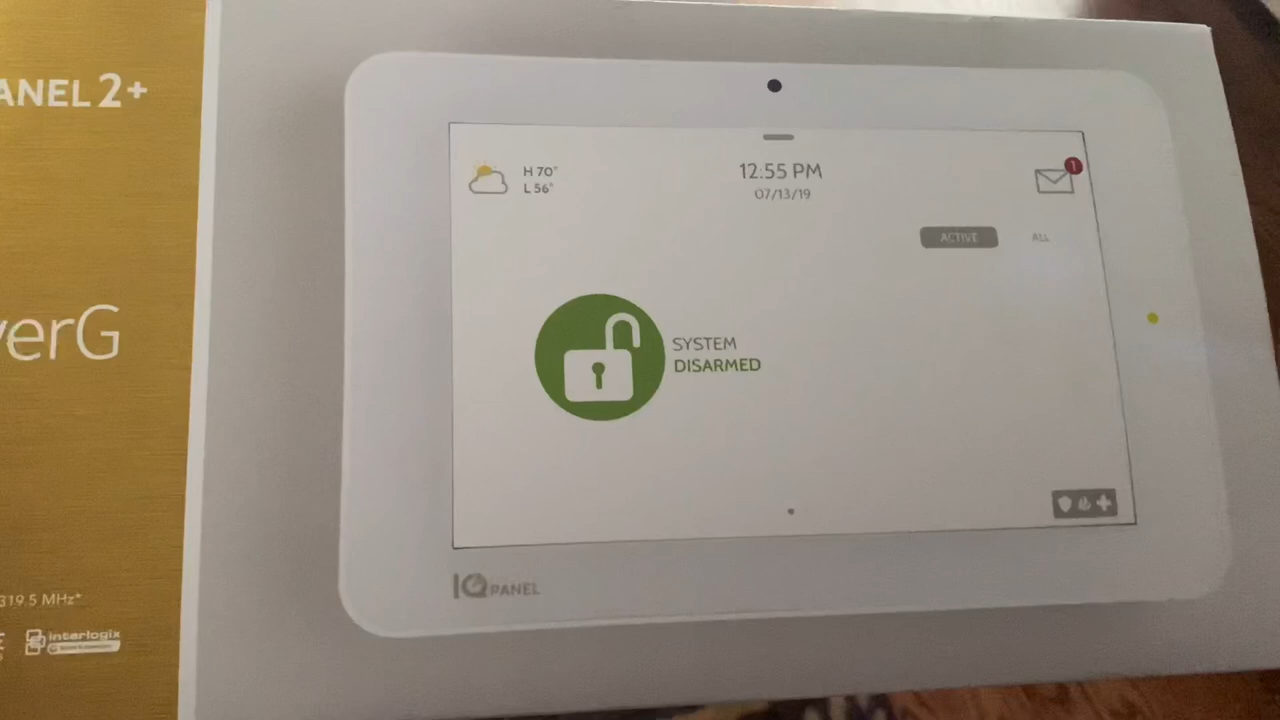 ANEL 2+
verG
319.5 MHz*
interlogix
H 70°
L 56°
12:55 PM
07/13/19
1
ACTIVE
ALL
SYSTEM
DISARMED
IQ PANEL